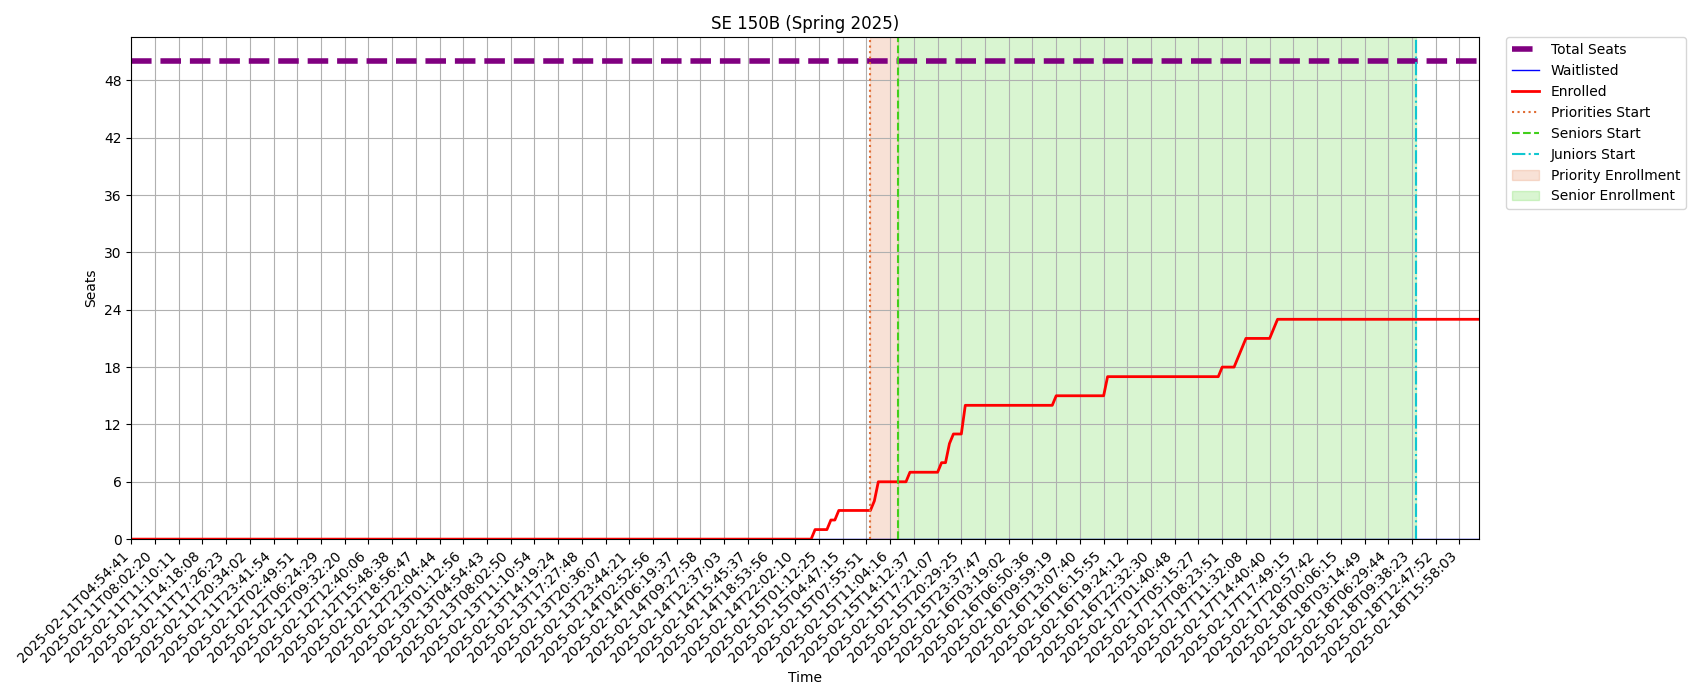 SE 150B (Spring 2025)
Total Seats
Waitlisted
Enrolled
Priorities Start
Seniors Start
Juniors Start
Priority Enrollment
Senior Enrollment
Seats
48
42
36
30
24
18
12
6
0
2025-02-11T04:54:41
2025-02-11T08:02:20
2025-02-11T11:10:11
2025-02-11T14:18:08
2025-02-11T17:26:23
2025-02-11T20:34:02
2025-02-11T23:41:54
2025-02-12T02:49:51
2025-02-12T06:24:29
2025-02-12T09:32:20
2025-02-12T12:40:06
2025-02-12T15:48:38
2025-02-12T18:56:47
2025-02-12T22:04:44
2025-02-13T01:12:56
2025-02-13T04:54:43
2025-02-13T08:02:50
2025-02-13T11:10:54
2025-02-13T14:19:24
2025-02-13T17:27:48
2025-02-13T20:36:07
2025-02-13T23:44:21
2025-02-14T02:52:56
2025-02-14T06:19:37
2025-02-14T09:27:58
2025-02-14T12:37:03
2025-02-14T15:45:37
2025-02-14T18:53:56
2025-02-14T22:02:10
2025-02-15T01:12:25
2025-02-15T04:47:15
2025-02-15T07:55:51
2025-02-15T11:04:16
2025-02-15T14:12:37
2025-02-15T17:21:07
2025-02-15T20:29:25
2025-02-15T23:37:47
2025-02-16T03:19:02
2025-02-16T06:50:36
2025-02-16T09:59:19
2025-02-16T13:07:40
2025-02-16T16:15:55
2025-02-16T19:24:12
2025-02-16T22:32:30
2025-02-17T01:40:48
2025-02-17T05:15:27
2025-02-17T08:23:51
2025-02-17T11:32:08
2025-02-17T14:40:40
2025-02-17T17:49:15
2025-02-17T20:57:42
2025-02-18T00:06:15
2025-02-18T03:14:49
2025-02-18T06:29:44
2025-02-18T09:38:23
2025-02-18T12:47:52
2025-02-18T15:58:03
Time